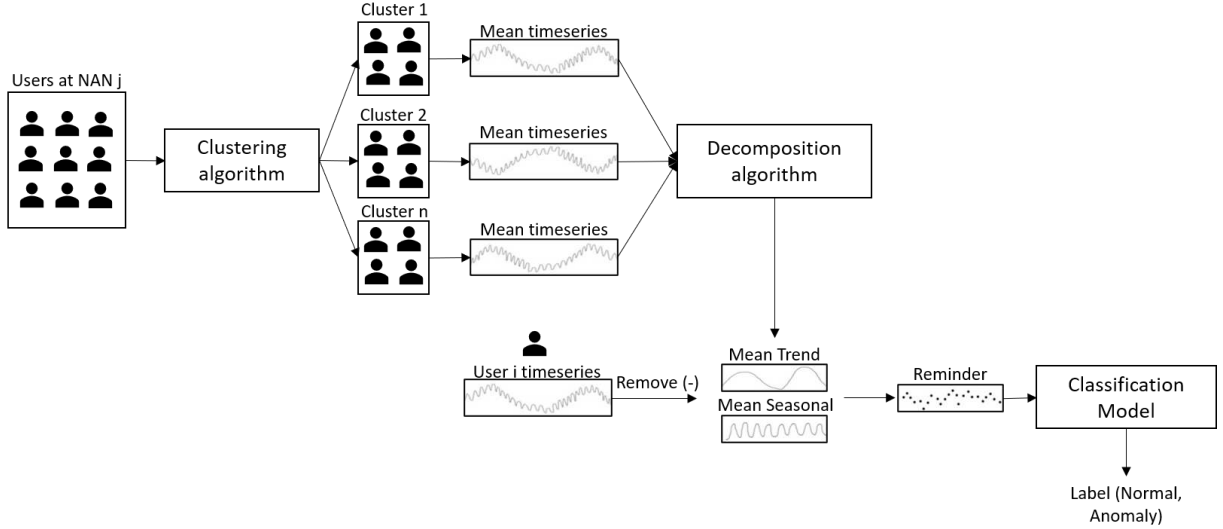 Cluster 1
Mean timeseries
Users at NAN j
Clustering
algorithm
Cluster 2
Mean timeseries
Decomposition
algorithm
Cluster n
Mean timeseries
User i timeseries
Remove (-)
Mean Trend
Mean Seasonal
Reminder
Classification
Model
Label (Normal,
Anomaly)